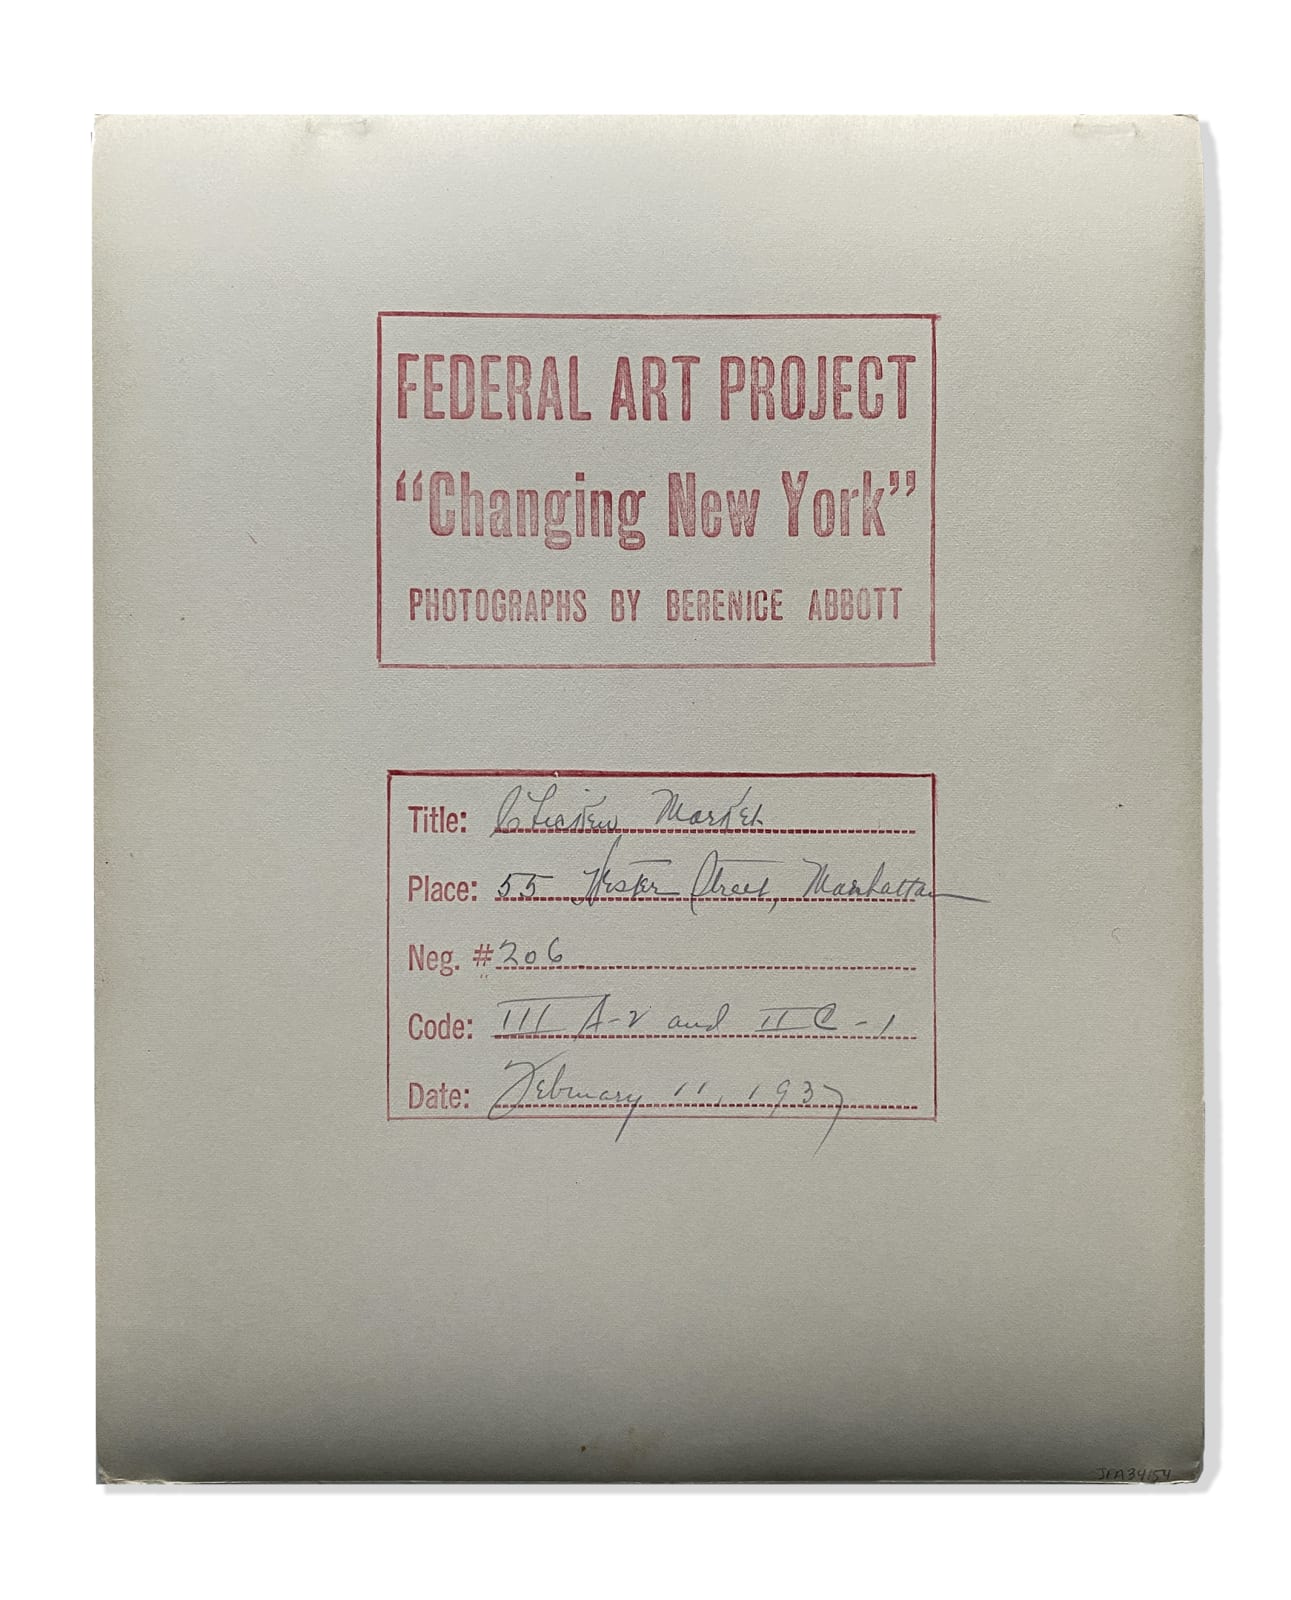 FEDERAL ART PROJECT
“Changing New York”
PHOTOGRAPHS BY BERENICE ABBOTT
Title: Chicken Market
Place: 55 Hester Street, Manhattan
Neg. # 206
Code: III A-2 and II C-1
Date: February 11, 1937
JFA34154